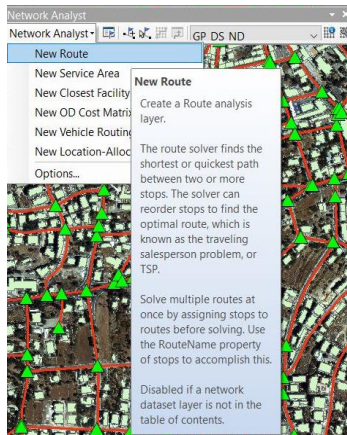 Network Analyst
Network Analyst
GP_DS_ND
New Route
New Service Area
New Closest Facility
New OD Cost Matrix
New Vehicle Routing
New Location-Alloc
Options...
New Route
Create a Route analysis
layer.
The route solver finds the
shortest or quickest path
between two or more
stops. The solver can
reorder stops to find the
optimal route, which is
known as the traveling
salesperson problem, or
TSP.
Solve multiple routes at
once by assigning stops to
routes before solving. Use
the RouteName property
of stops to accomplish this.
Disabled if a network
dataset layer is not in the
table of contents.